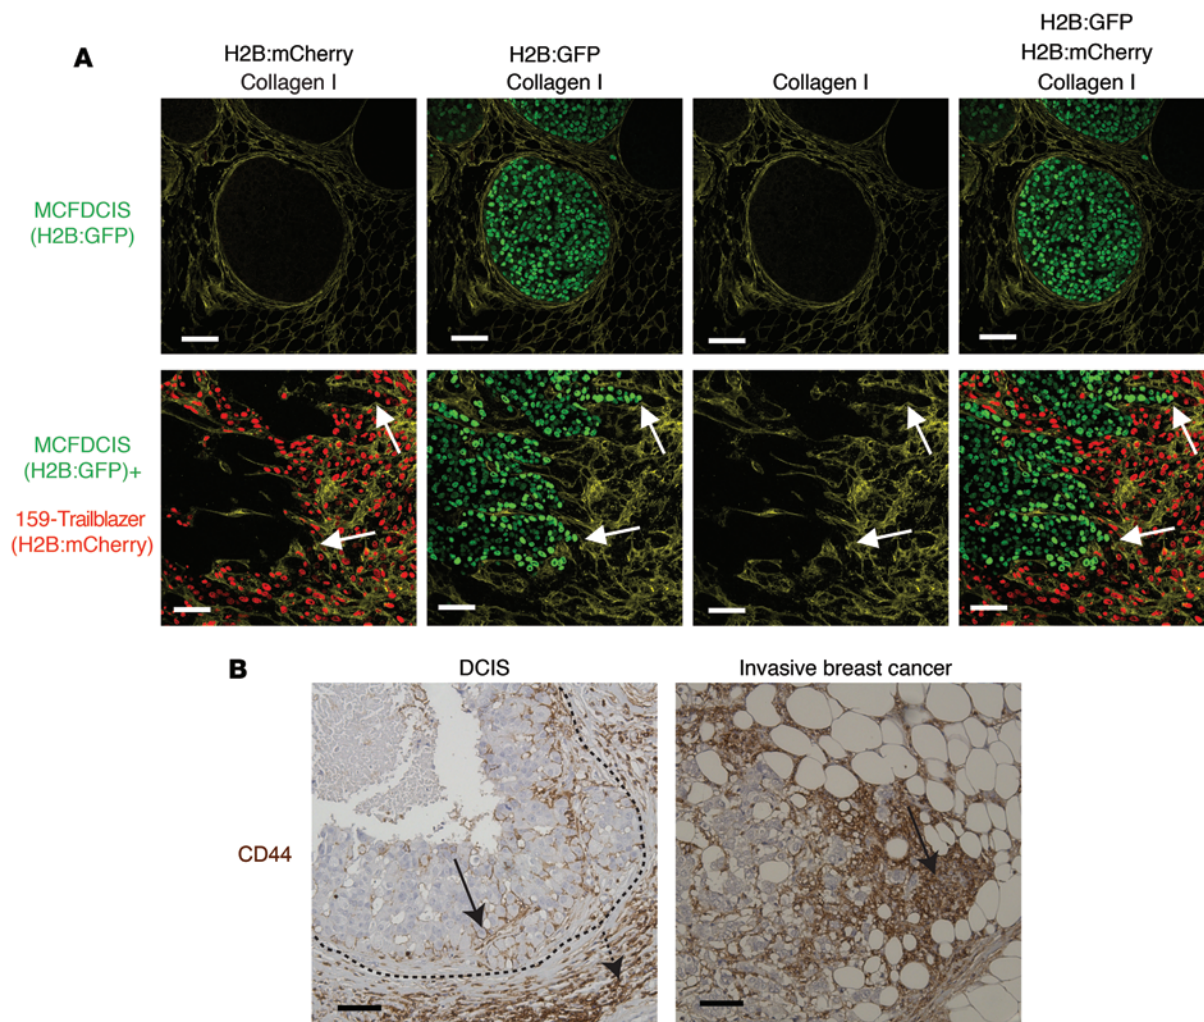 A
H2B:mCherry
Collagen I
H2B:GFP
Collagen I
Collagen I
H2B:GFP
H2B:mCherry
Collagen I
MCFDCIS
(H2B:GFP)
MCFDCIS
(H2B:GFP)+
159-Trailblazer
(H2B:mCherry)
B
DCIS
Invasive breast cancer
CD44